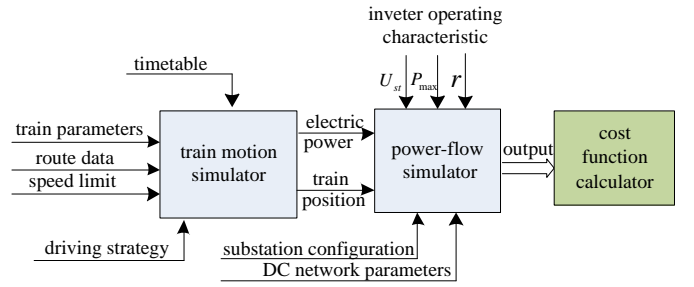 inveter operating
characteristic
timetable
U_st P_max r
train parameters
route data
speed limit
train motion
simulator
electric
power
train
position
power-flow
simulator
output
cost
function
calculator
driving strategy
substation configuration
DC network parameters